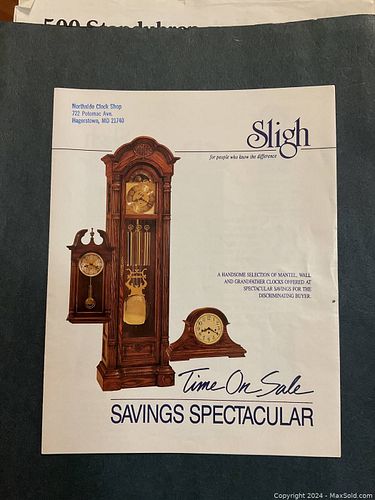 Northside Clock Shop
722 Potomac Ave.
Hagerstown, MD 21740
Sligh
for people who know the difference
A HANDSOME SELECTION OF MANTEL, WALL
AND GRANDFATHER CLOCKS OFFERED AT
SPECTACULAR SAVINGS FOR THE
DISCRIMINATING BUYER.
Time On Sale
SAVINGS SPECTACULAR
Copyright 2024 - MaxSold.com